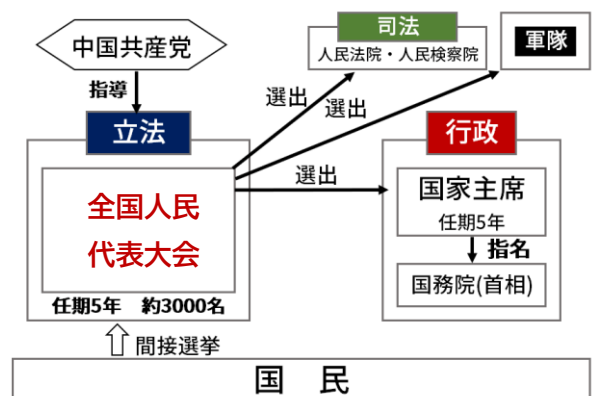 中国共産党
司法
人民法院・人民検察院
軍隊
指導
選出
選出
立法
行政
全国人民
代表大会
選出
国家主席
任期5年
指名
国務院(首相)
任期5年 約3000名
間接選挙
国 民